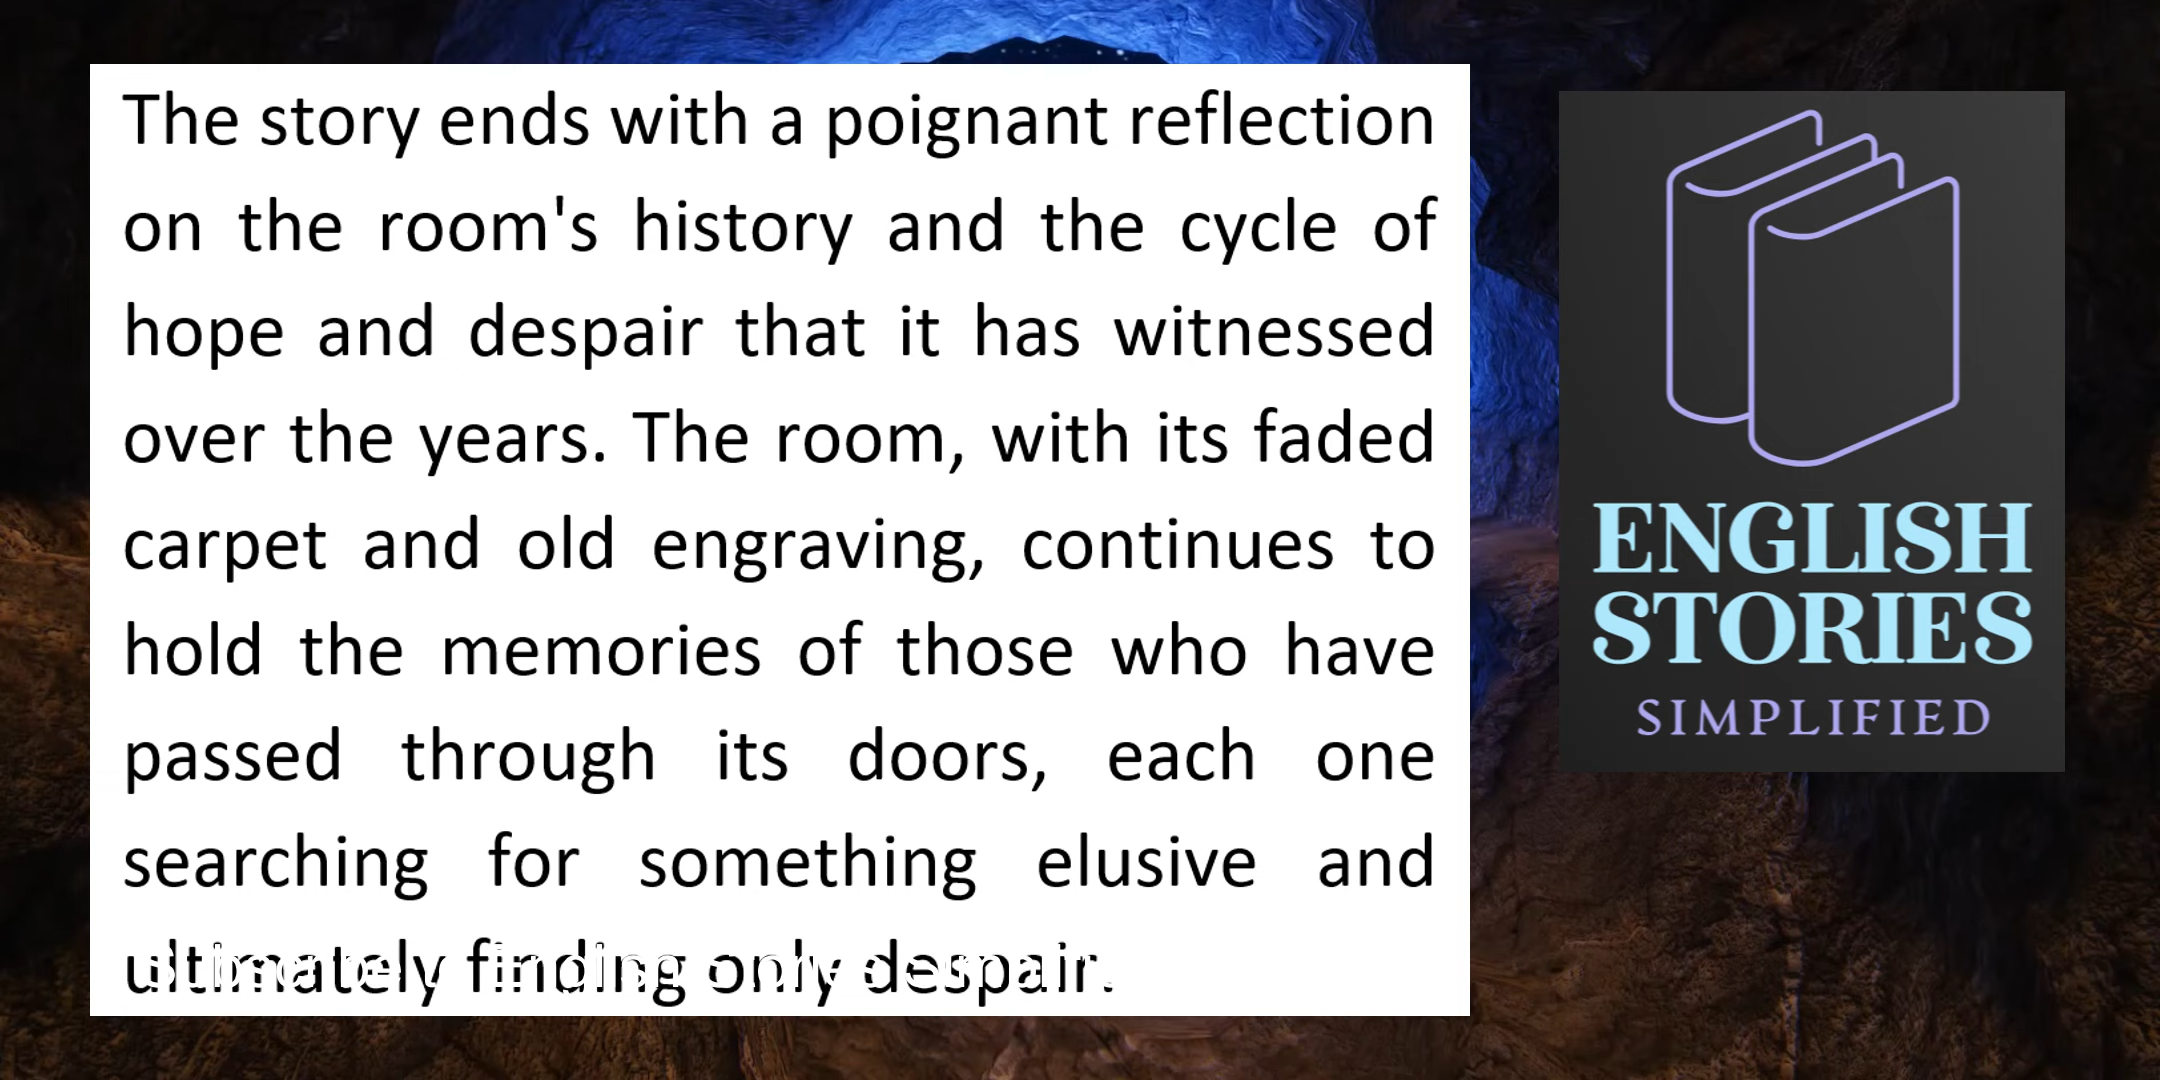 The story ends with a poignant reflection
on the room's history and the cycle of
hope and despair that it has witnessed
over the years. The room, with its faded
carpet and old engraving, continues to
hold the memories of those who have
passed through its doors, each one
searching for something elusive and
ultimately finding only despair.
ENGLISH
STORIES
SIMPLIFIED